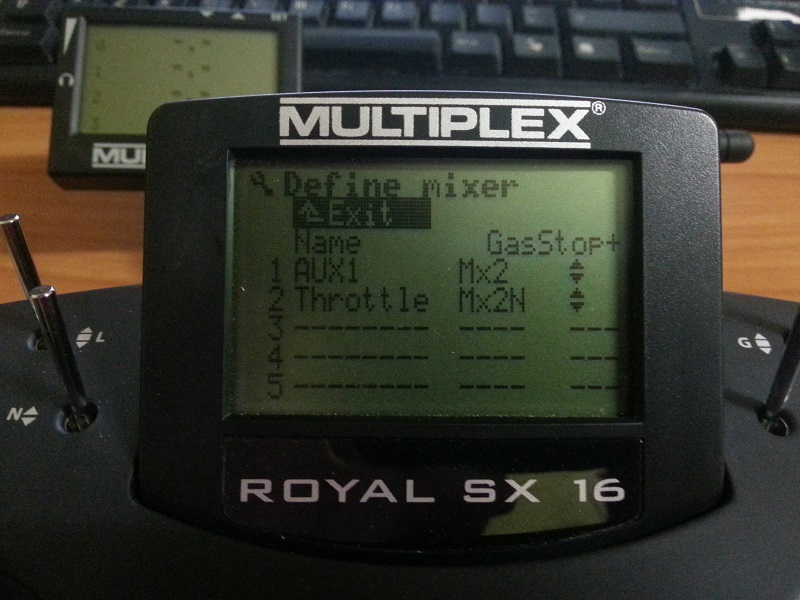 MULTIPLEX®
Define mixer
Exit
Name GasStop+
1 AUX1 Mx2
2 Throttle Mx2N
3 -------- ---- ---
4 -------- ---- ---
5 -------- ---- ---
L
N
G
ROYAL SX 16